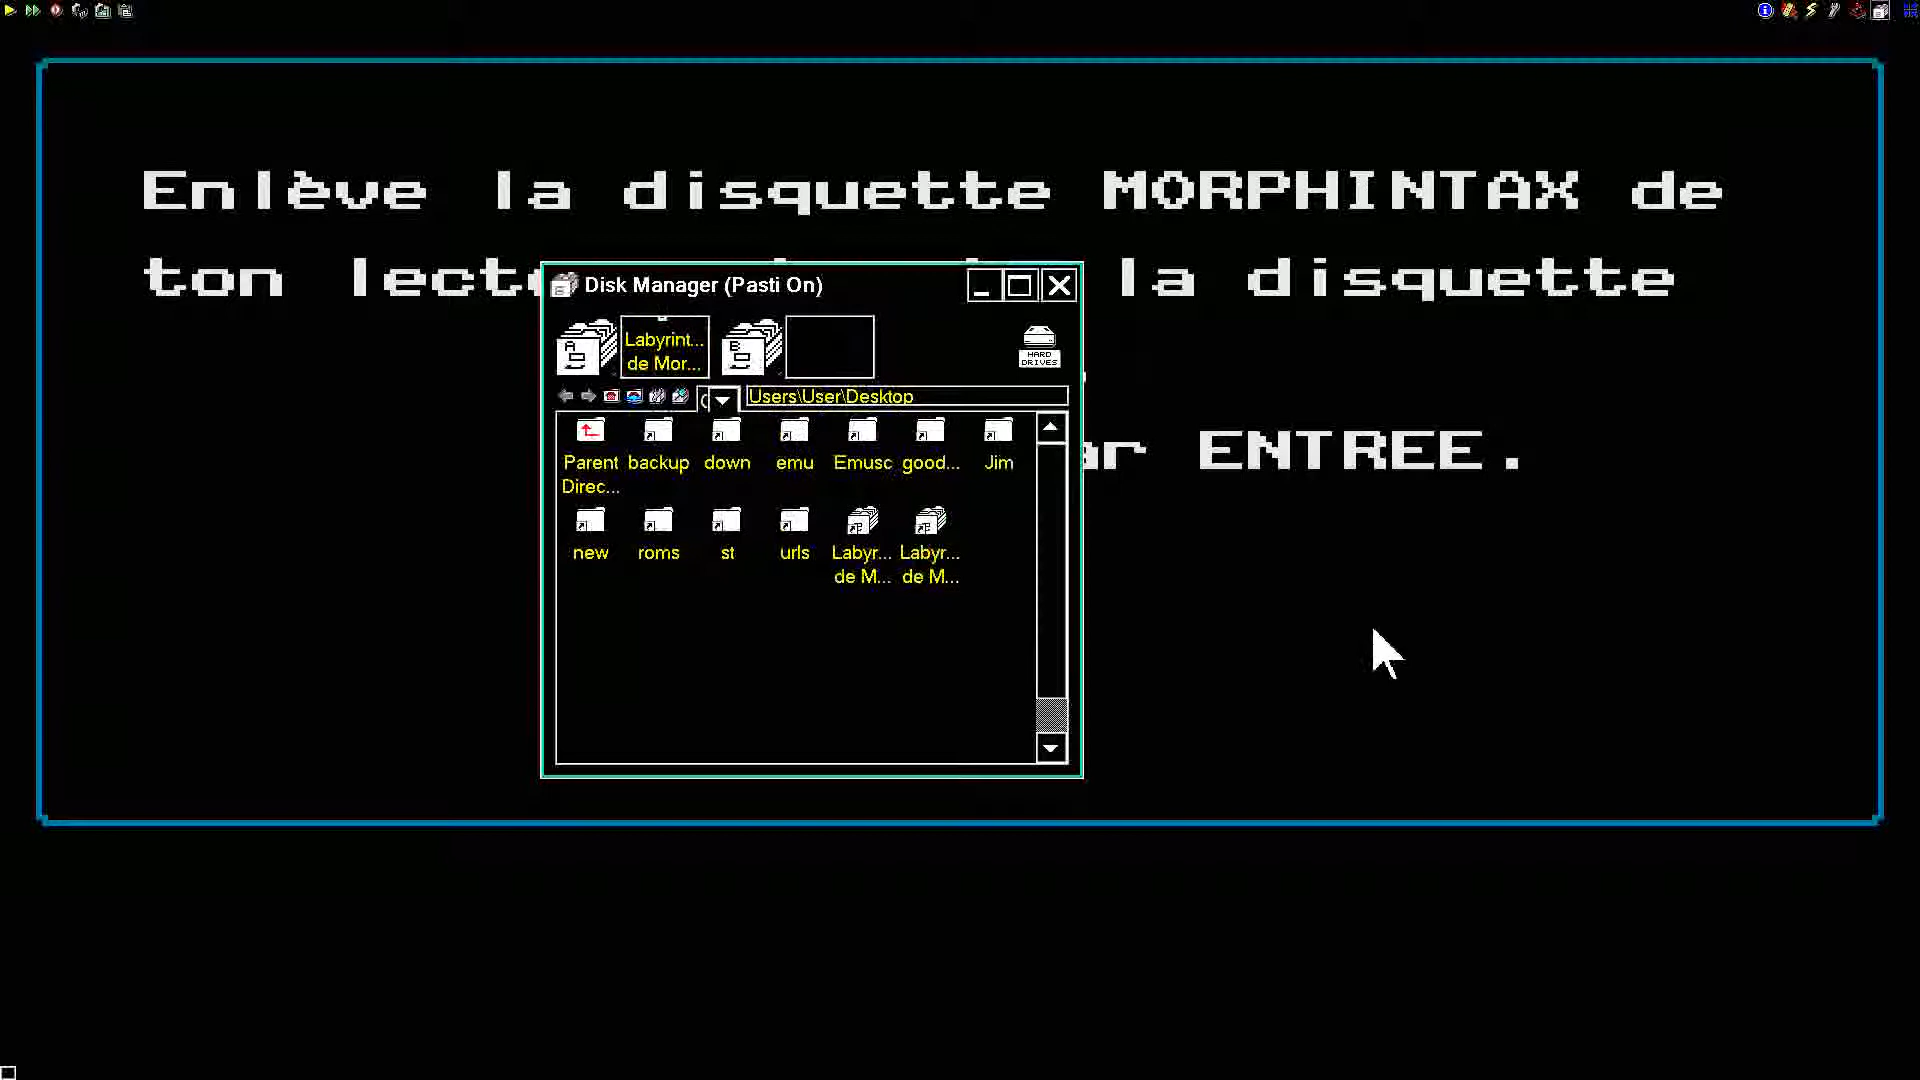 Enlève la disquette MORPHINTAX de
ton la disquette
ENTREE.
Disk Manager (Pasti On)
A
Labyrint...
de Mor...
B
HARD
DRIVES
Users\User\Desktop
Parent
Direc...
backup
down
emu
Emusc
good...
Jim
new
roms
st
urls
Labyr...
de M...
Labyr...
de M...